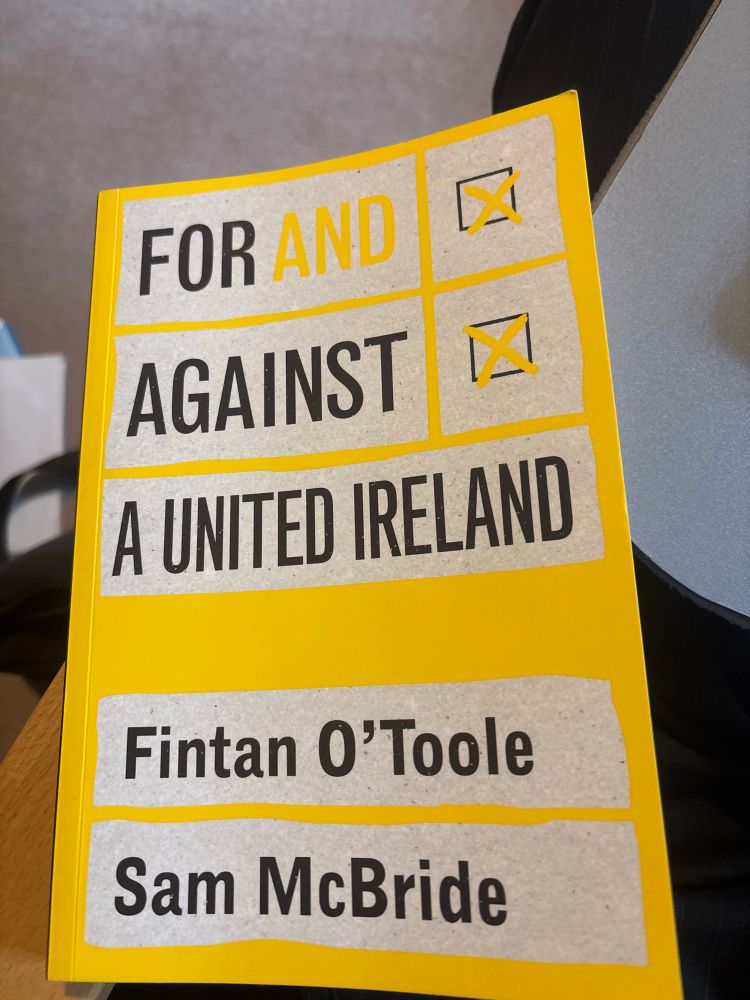 FOR AND
AGAINST
A UNITED IRELAND
Fintan O'Toole
Sam McBride